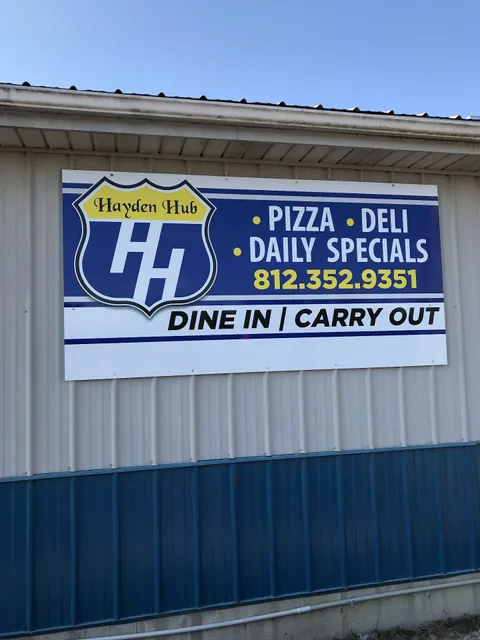 Hayden Hub
HH
• PIZZA • DELI
• DAILY SPECIALS
812.352.9351
DINE IN | CARRY OUT